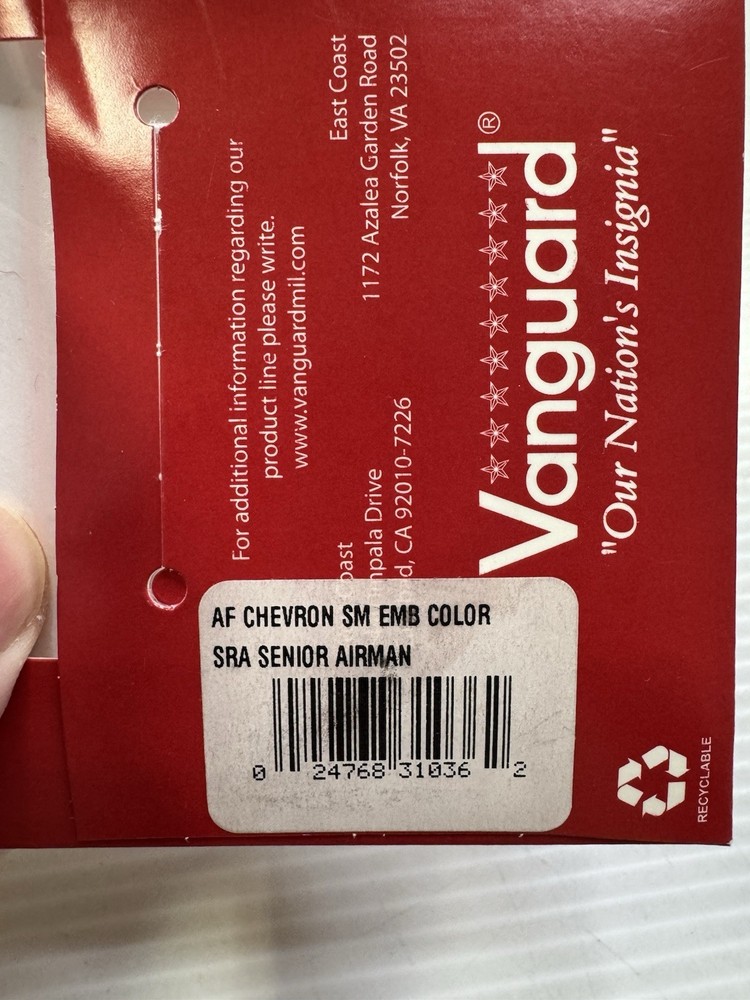 For additional information regarding our
product line please write.
www.vanguardmil.com
East Coast
1172 Azalea Garden Road
Norfolk, VA 23502
Drive
CA 92010-7226
Vanguard®
"Our Nation's Insignia"
AF CHEVRON SM EMB COLOR
SRA SENIOR AIRMAN
0 24768 31036 2
RECYCLABLE